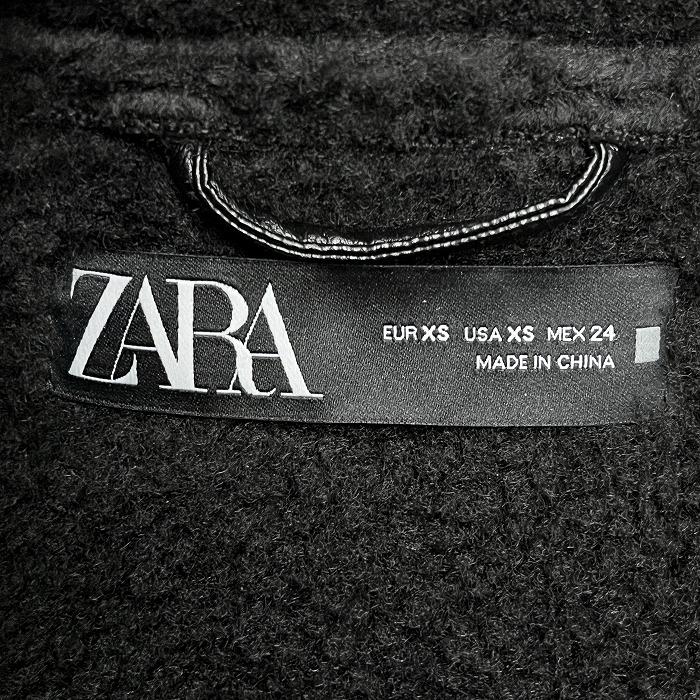 ZARA
EUR XS USA XS MEX 24
MADE IN CHINA